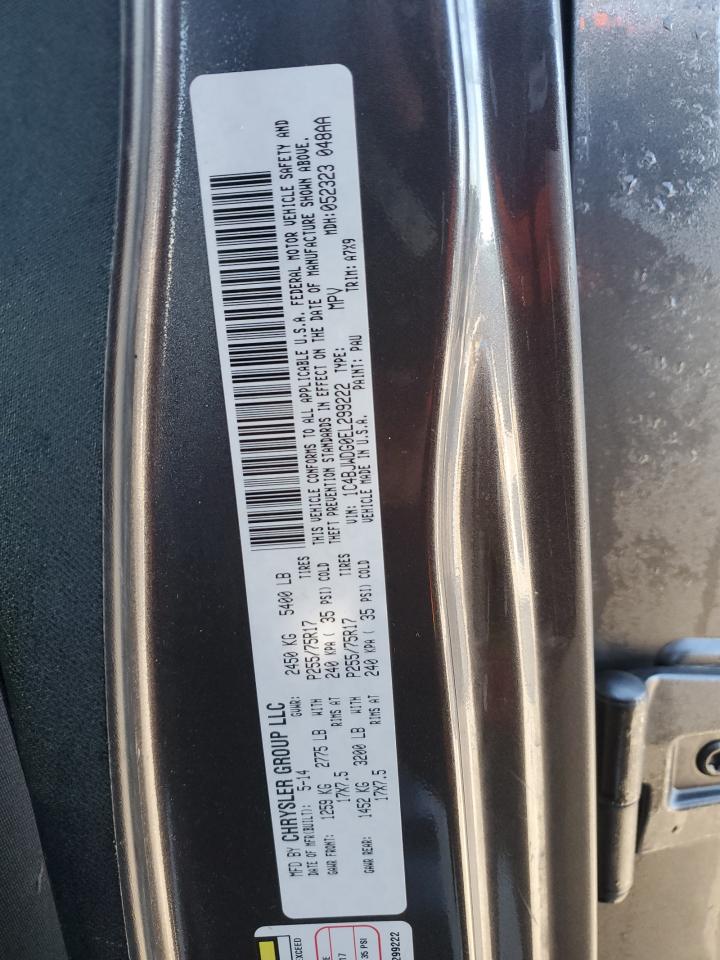 MFD BY CHRYSLER GROUP LLC
DATE OF MFR(BUILT): 5-14 GVWR: 2450 KG 5400 LB
GAWR FRONT: 1259 KG 2775 LB WITH P255/75R17 TIRES
17X7.5 RIMS AT 240 KPA ( 35 PSI) COLD
GAWR REAR: 1452 KG 3200 LB WITH P255/75R17 TIRES
17X7.5 RIMS AT 240 KPA ( 35 PSI) COLD
THIS VEHICLE CONFORMS TO ALL APPLICABLE U.S.A. FEDERAL MOTOR VEHICLE SAFETY AND
THEFT PREVENTION STANDARDS IN EFFECT ON THE DATE OF MANUFACTURE SHOWN ABOVE.
VIN: 1C4BJWDG0EL299222 TYPE: MPV MDH:052323 048AA
VEHICLE MADE IN U.S.A. PAINT: PAU TRIM: A7X9
EXCEED
17
35 PSI
299222